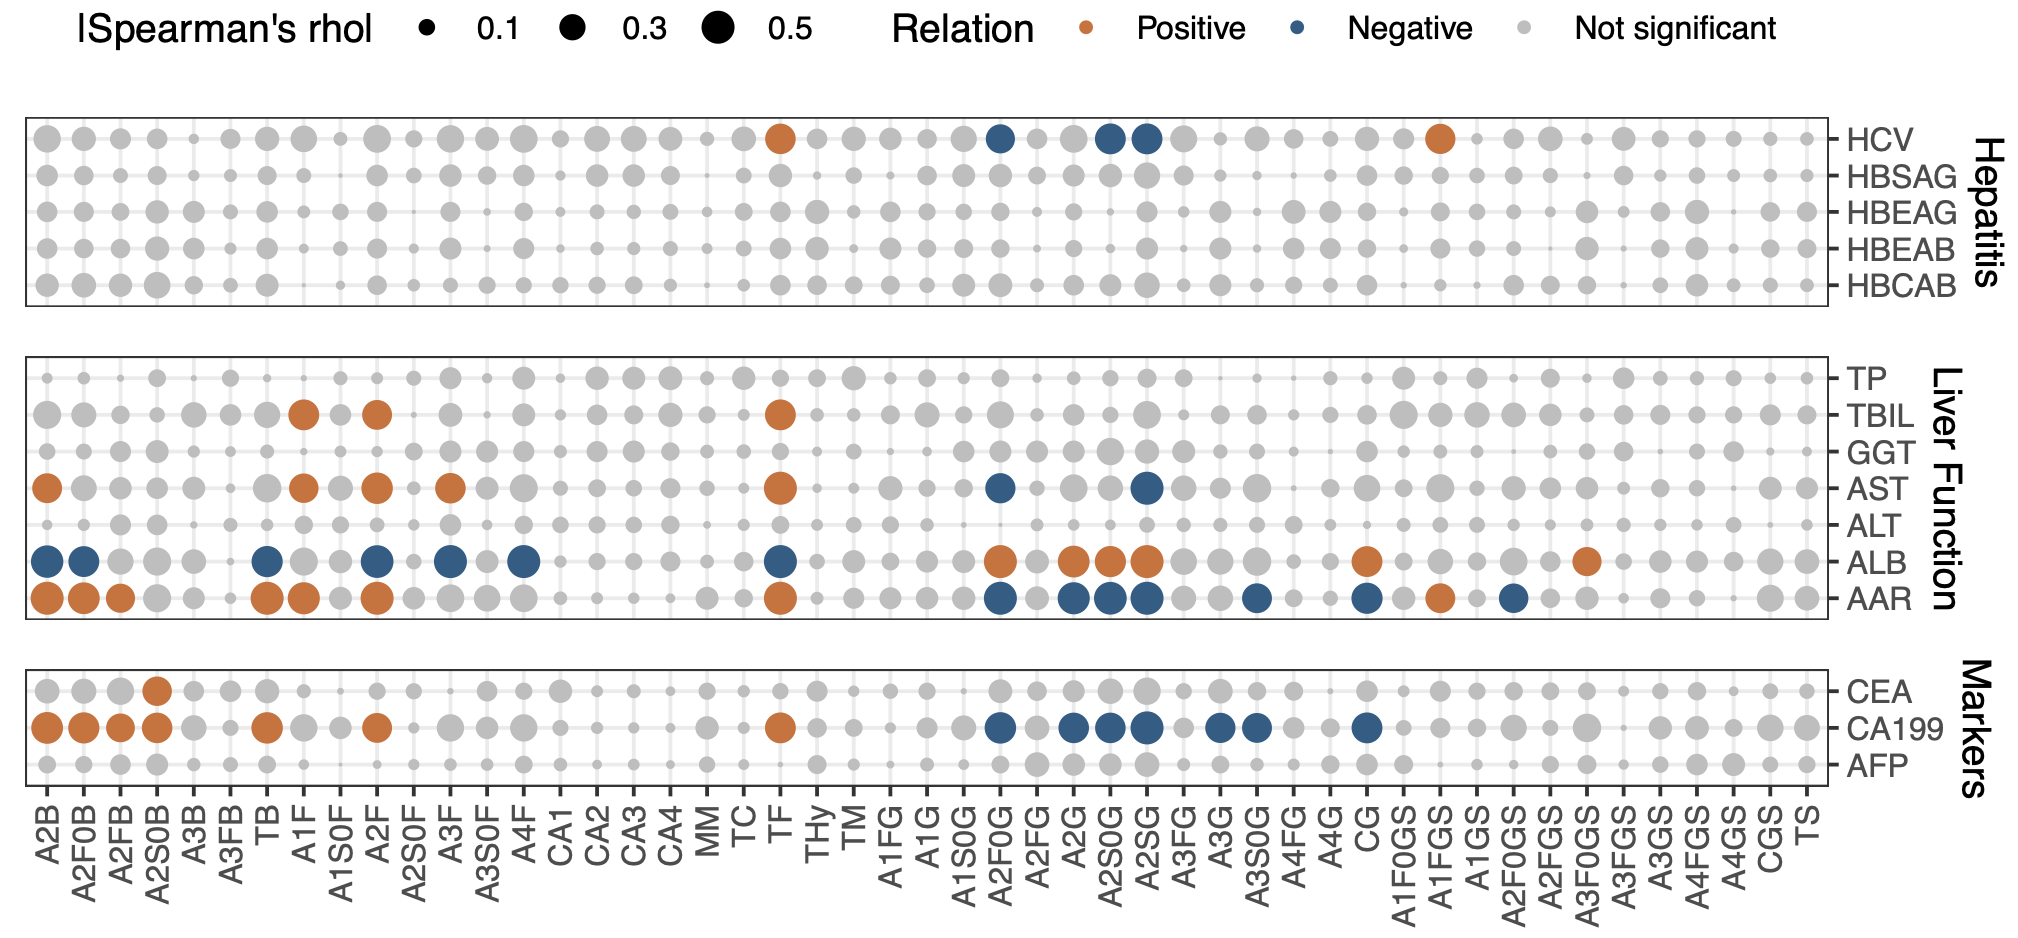 |Spearman's rho| 0.1 0.3 0.5 Relation Positive Negative Not significant
HCV
HBSAG
HBEAG
HBEAB
HBCAB
Hepatitis
TP
TBIL
GGT
AST
ALT
ALB
AAR
Liver Function
CEA
CA199
AFP
Markers
A2B
A2F0B
A2FB
A2S0B
A3B
A3FB
TB
A1F
A1S0F
A2F
A2S0F
A3F
A3S0F
A4F
CA1
CA2
CA3
CA4
MM
TC
TF
THy
TM
A1FG
A1G
A1S0G
A2F0G
A2FG
A2G
A2S0G
A2SG
A3FG
A3G
A3S0G
A4FG
A4G
CG
A1F0GS
A1FGS
A1GS
A2F0GS
A2FGS
A3F0GS
A3FGS
A3GS
A4FGS
A4GS
CGS
TS